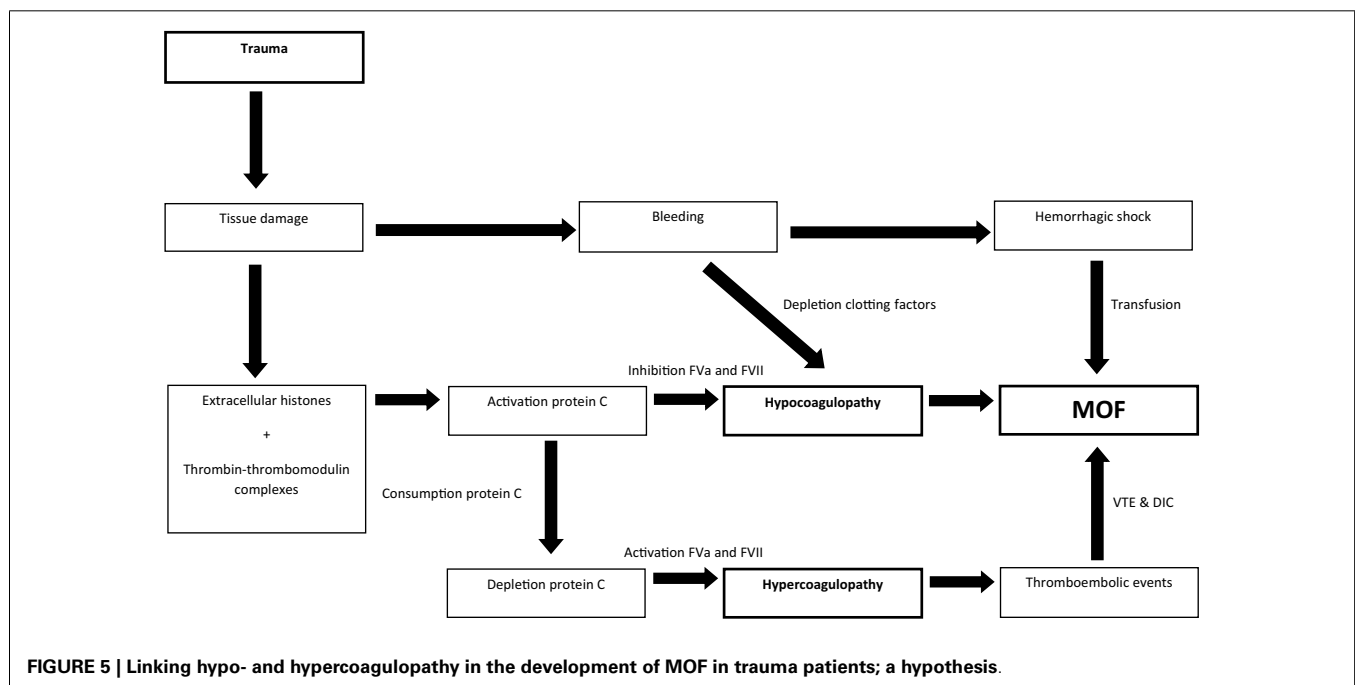 Trauma
Tissue damage
Bleeding
Hemorrhagic shock
Depletion clotting factors
Transfusion
Extracellular histones
+
Thrombin-thrombomodulin
complexes
Activation protein C
Inhibition FVa and FVII
Hypocoagulopathy
MOF
Consumption protein C
VTE & DIC
Depletion protein C
Activation FVa and FVII
Hypercoagulopathy
Thromboembolic events
FIGURE 5 | Linking hypo- and hypercoagulopathy in the development of MOF in trauma patients; a hypothesis.